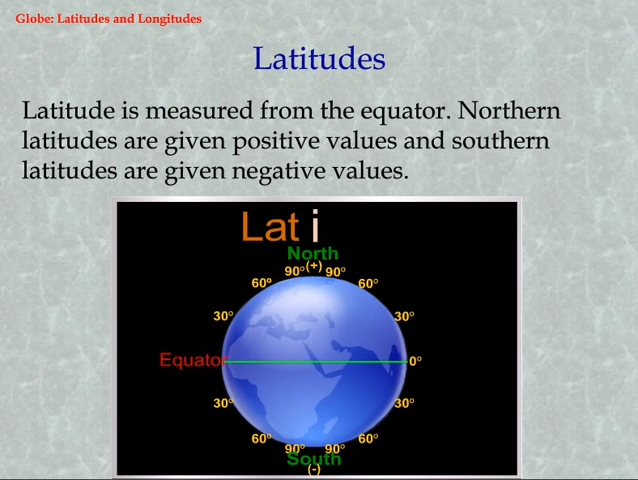 Globe: Latitudes and Longitudes
Latitudes
Latitude is measured from the equator. Northern
latitudes are given positive values and southern
latitudes are given negative values.
Lat i
North
90° (+) 90°
60° 60°
30° 30°
Equator 0°
30° 30°
60° 60°
90° 90°
South
(-)